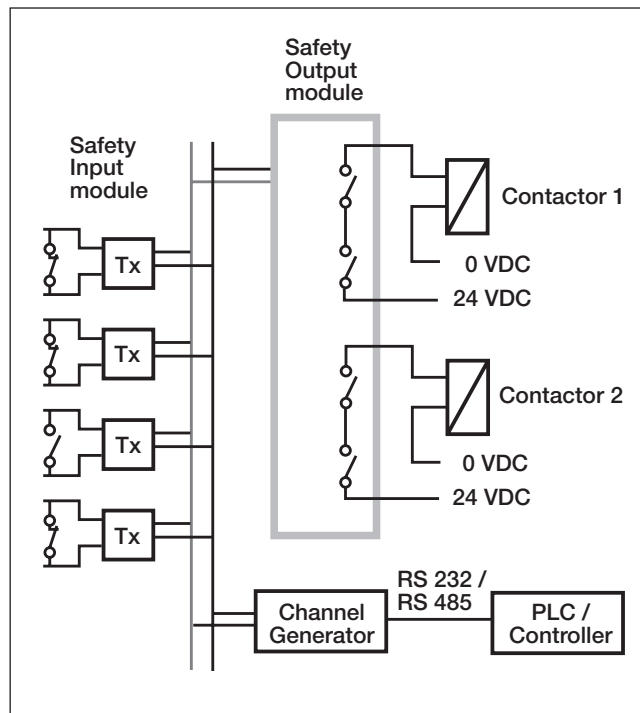 Safety
Output
module
Safety
Input
module
Contactor 1
Tx
0 VDC
24 VDC
Tx
Contactor 2
Tx
0 VDC
24 VDC
Tx
RS 232 /
RS 485
Channel
Generator
PLC /
Controller